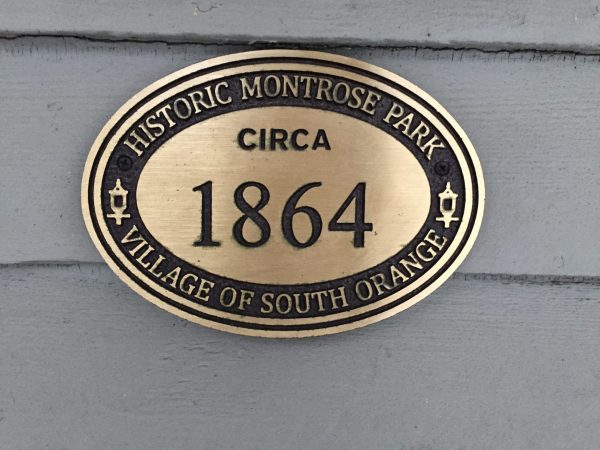 HISTORIC MONTROSE PARK
CIRCA
1864
VILLAGE OF SOUTH ORANGE